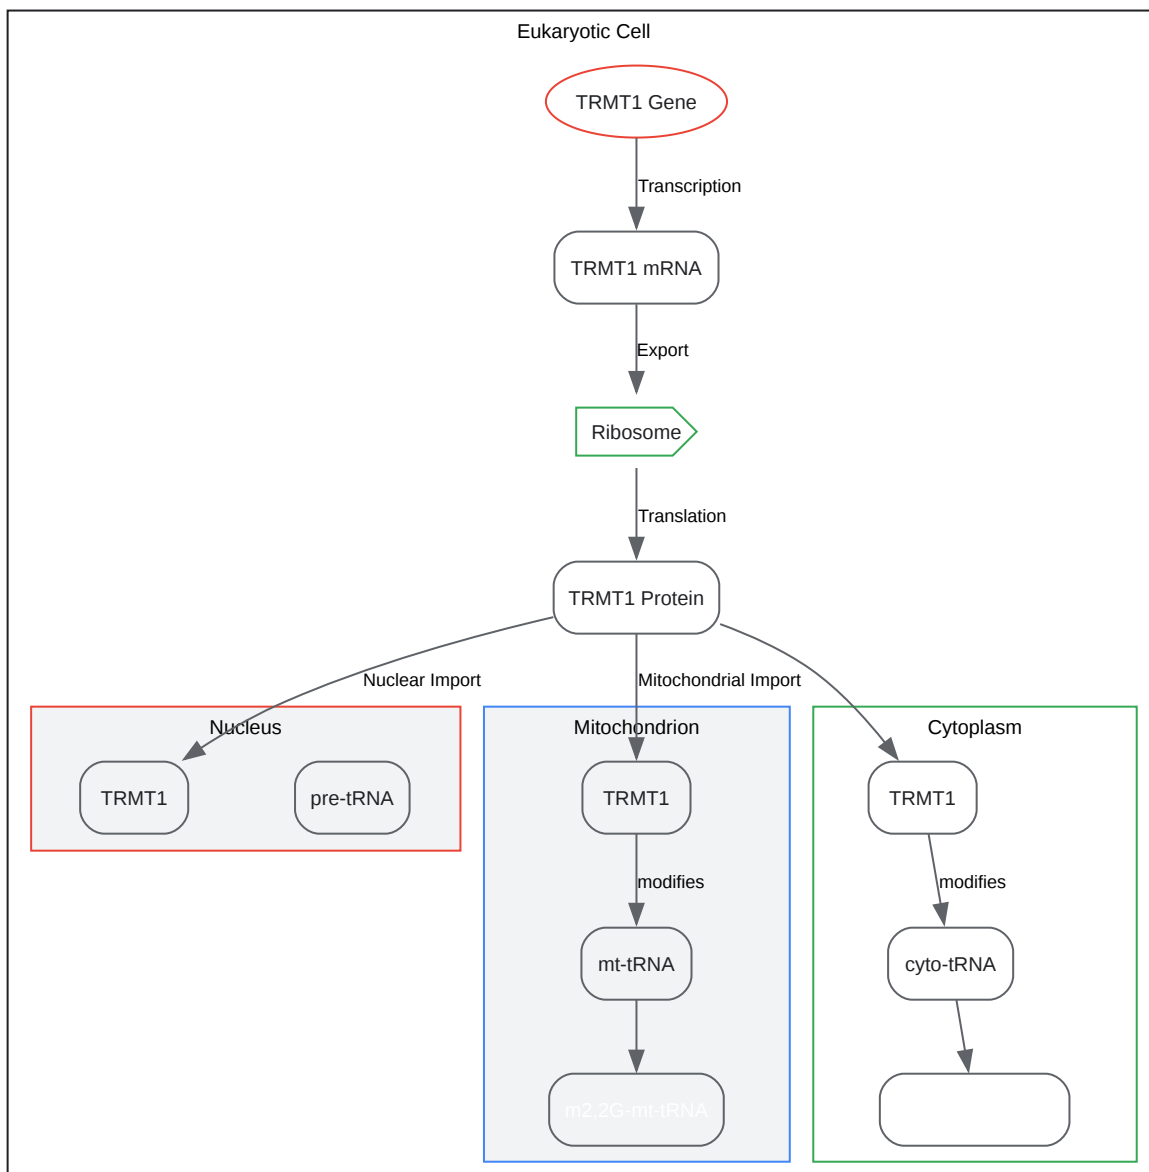 Eukaryotic Cell
TRMT1 Gene
Transcription
TRMT1 mRNA
Export
Ribosome
Translation
TRMT1 Protein
Nuclear Import
Mitochondrial Import
Nucleus
Mitochondrion
Cytoplasm
TRMT1
pre-tRNA
TRMT1
TRMT1
modifies
modifies
mt-tRNA
cyto-tRNA
m2,2G-mt-tRNA